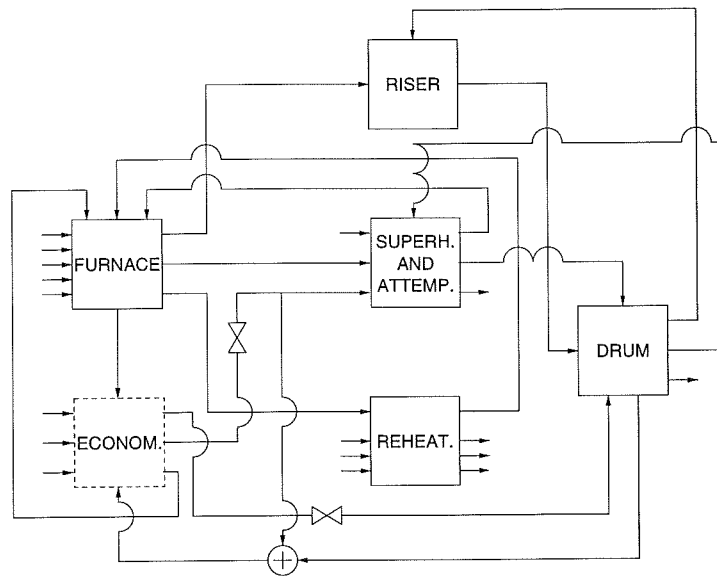 RISER
FURNACE
SUPERH.
AND
ATTEMP.
DRUM
ECONOM.
REHEAT.